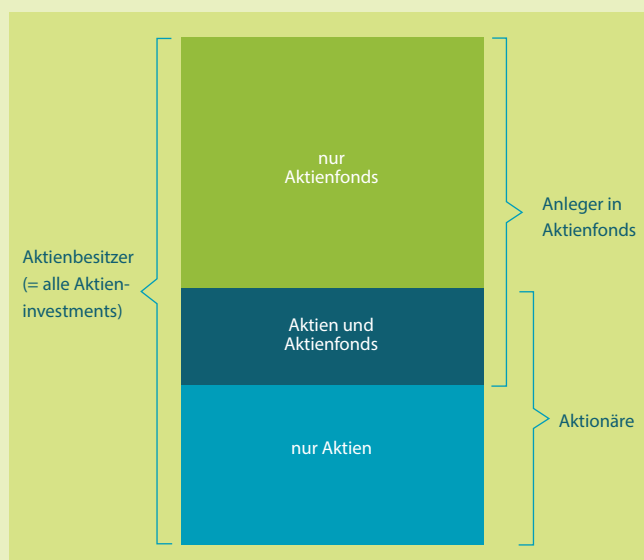 nur
Aktienfonds
Anleger in
Aktienfonds
Aktienbesitzer
(= alle Aktien-
investments)
Aktien und
Aktienfonds
Aktionäre
nur Aktien